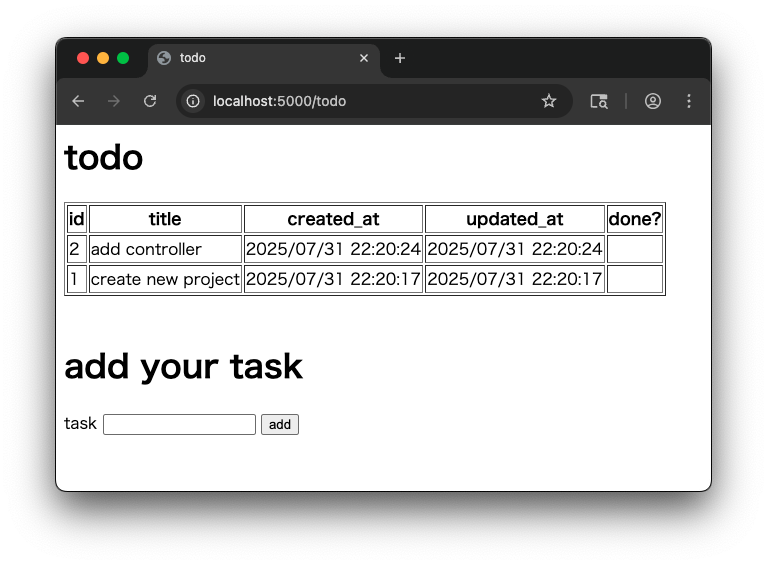 todo
localhost:5000/todo
todo
id title created_at updated_at done?
2 add controller 2025/07/31 22:20:24 2025/07/31 22:20:24
1 create new project 2025/07/31 22:20:17 2025/07/31 22:20:17
add your task
task add